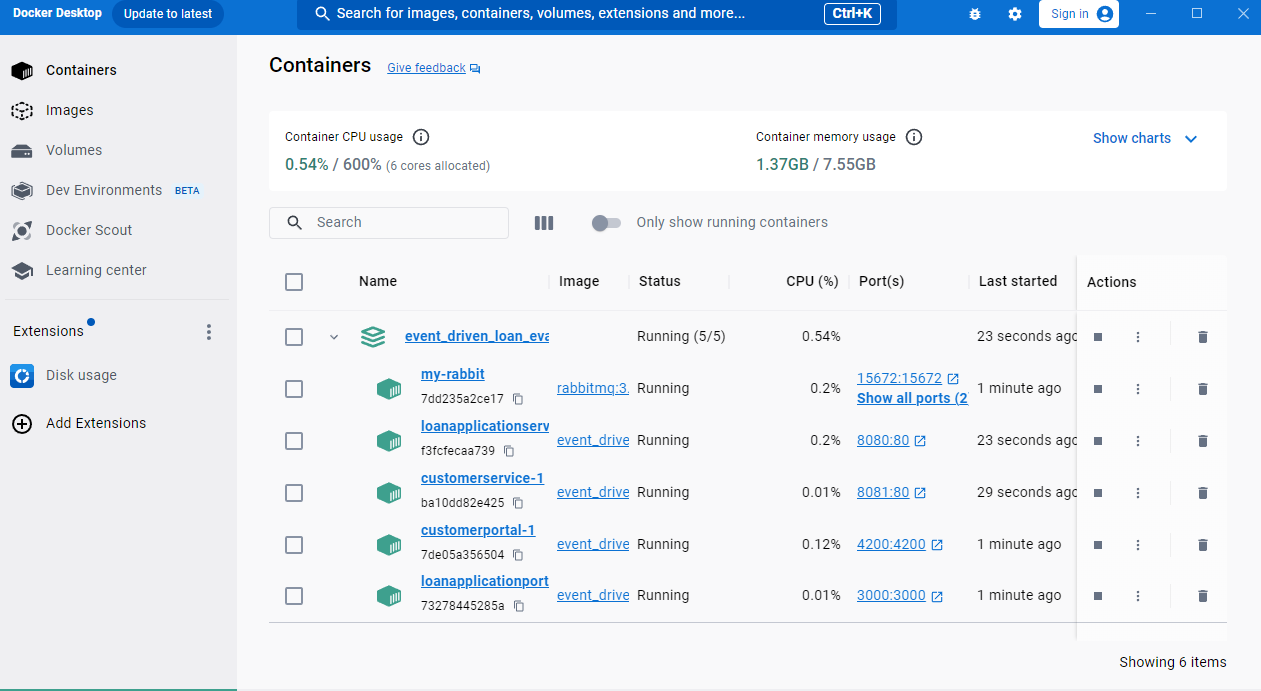 Docker Desktop Update to latest Search for images, containers, volumes, extensions and more... Ctrl+K Sign in
Containers
Images
Volumes
Dev Environments BETA
Docker Scout
Learning center
Extensions
Disk usage
Add Extensions
Containers Give feedback
Container CPU usage Container memory usage Show charts
0.54% / 600% (6 cores allocated) 1.37GB / 7.55GB
Search Only show running containers
Name Image Status CPU (%) Port(s) Last started Actions
event_driven_loan_eva Running (5/5) 0.54% 23 seconds ago
my-rabbit
7dd235a2ce17 rabbitmq:3. Running 0.2% 15672:15672 1 minute ago
Show all ports (2
loanapplicationserv
f3fcfecaa739 event_drive Running 0.2% 8080:80 23 seconds ago
customerservice-1
ba10dd82e425 event_drive Running 0.01% 8081:80 29 seconds ago
customerportal-1
7de05a356504 event_drive Running 0.12% 4200:4200 1 minute ago
loanapplicationport
73278445285a event_drive Running 0.01% 3000:3000 1 minute ago
Showing 6 items